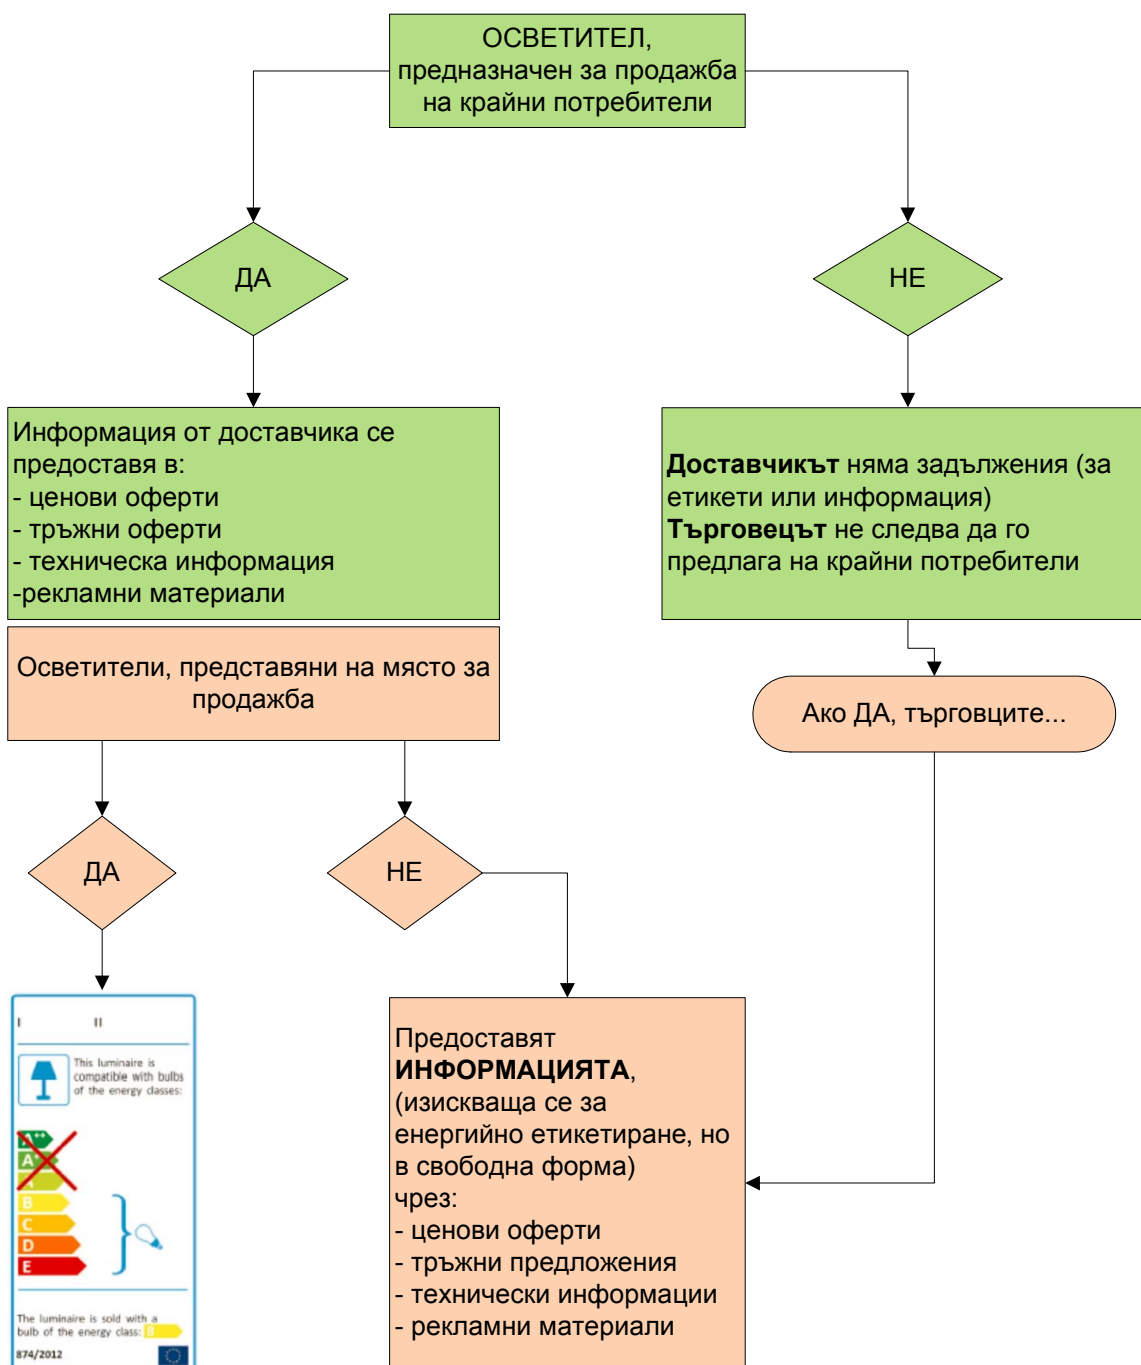 ОСВЕТИТЕЛ,
предназначен за продажба
на крайни потребители
ДА
НЕ
Информация от доставчика се
предоставя в:
- ценови оферти
- тръжни оферти
- техническа информация
-рекламни материали
Доставчикът няма задължения (за
етикети или информация)
Търговецът не следва да го
предлага на крайни потребители
Осветители, представяни на място за
продажба
Ако ДА, търговците...
ДА
НЕ
I II
This luminaire is
compatible with bulbs
of the energy classes:
A++
A+
A
B
C
D
E
The luminaire is sold with a
bulb of the energy class: B
874/2012
Предоставят
ИНФОРМАЦИЯТА,
(изискваща се за
енергийно етикетиране, но
в свободна форма)
чрез:
- ценови оферти
- тръжни предложения
- технически информации
- рекламни материали